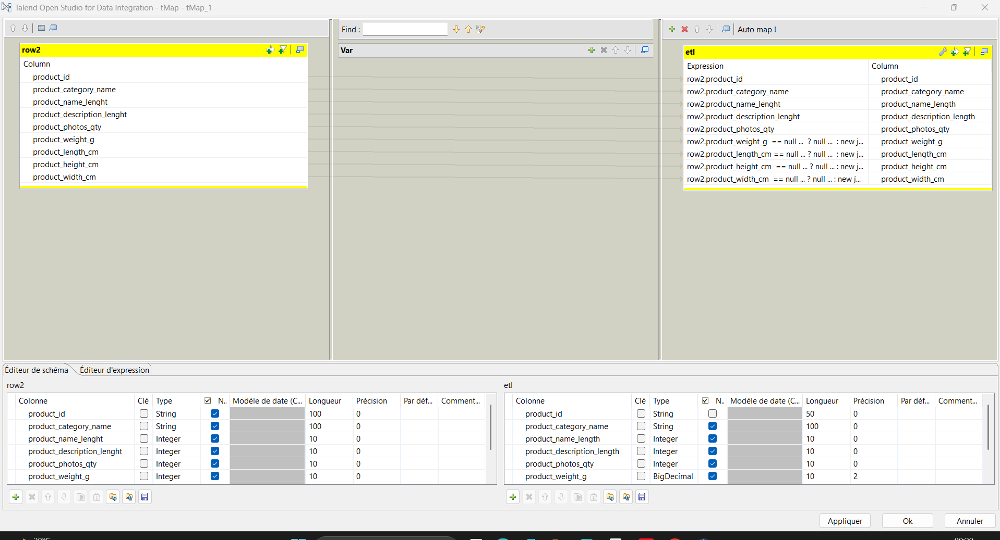 Talend Open Studio for Data Integration - tMap - tMap_1
Find :
Auto map !
row2
Column
product_id
product_category_name
product_name_lenght
product_description_lenght
product_photos_qty
product_weight_g
product_length_cm
product_height_cm
product_width_cm
Var
etl
Expression Column
row2.product_id product_id
row2.product_category_name product_category_name
row2.product_name_lenght product_name_length
row2.product_description_lenght product_description_length
row2.product_photos_qty product_photos_qty
row2.product_weight_g == null ... ? null ... : new j... product_weight_g
row2.product_length_cm == null ... ? null ... : new j... product_length_cm
row2.product_height_cm == null ... ? null ... : new j... product_height_cm
row2.product_width_cm == null ... ? null ... : new j... product_width_cm
Éditeur de schéma Éditeur d'expression
row2
Colonne Clé Type N.. Modèle de date (C... Longueur Précision Par déf... Comment...
product_id String 100 0
product_category_name String 100 0
product_name_lenght Integer 10 0
product_description_lenght Integer 10 0
product_photos_qty Integer 10 0
product_weight_g Integer 10 0
etl
Colonne Clé Type N.. Modèle de date (C... Longueur Précision Par déf... Comment...
product_id String 50 0
product_category_name String 100 0
product_name_length Integer 10 0
product_description_length Integer 10 0
product_photos_qty Integer 10 0
product_weight_g BigDecimal 10 2
Appliquer Ok Annuler